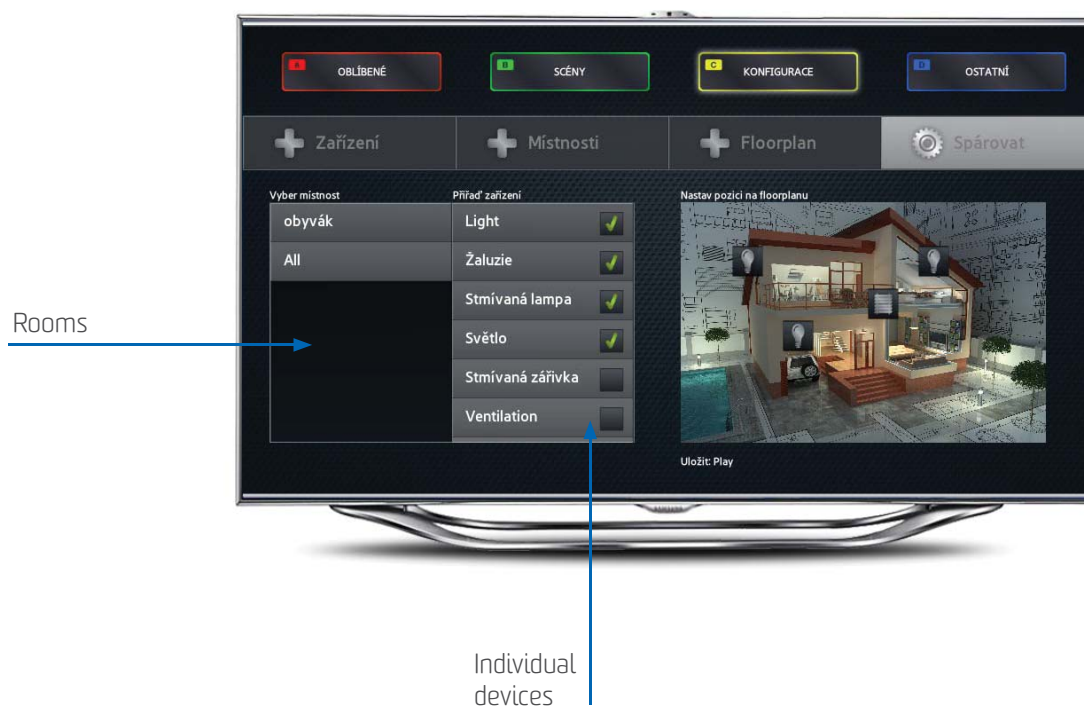 A OBLÍBENÉ
B SCÉNY
C KONFIGURACE
D OSTATNÍ
Zařízení
Místnosti
Floorplan
Spárovat
Vyber místnost
Přiřaď zařízení
Nastav pozici na floorplanu
obyvák
All
Light
Žaluzie
Stmívaná lampa
Světlo
Stmívaná zářivka
Ventilation
Rooms
Uložit: Play
Individual
devices